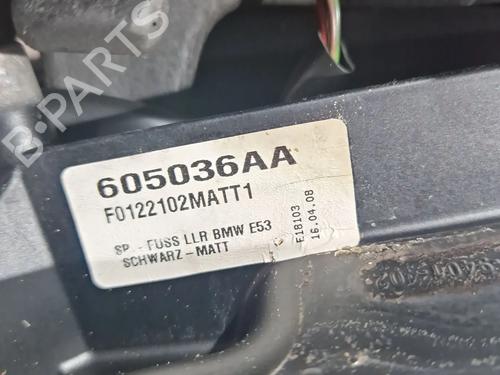 B-PARTS
605036AA
F0122102MATT1
SP. - FUSS LLR BMW E53
SCHWARZ-MATT
E18103
16.04.08